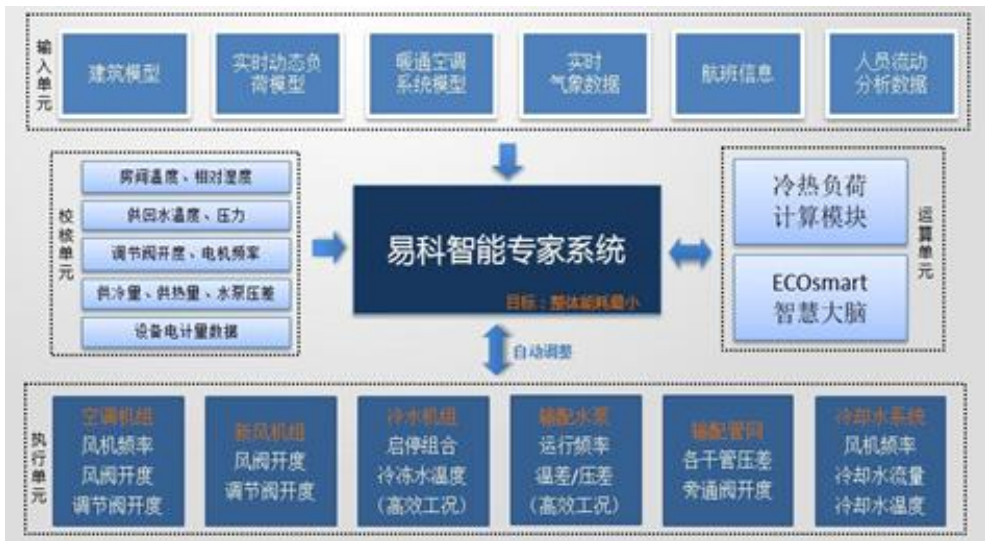 输入单元
建筑模型
实时动态负
荷模型
暖通空调
系统模型
实时
气象数据
航班信息
人员流动
分析数据
校核单元
房间温度、相对湿度
供回水温度、压力
调节阀开度、电机频率
供冷量、供热量、水泵压差
设备电计量数据
易科智能专家系统
目标：整体能耗最小
冷热负荷
计算模块
ECOsmart
智慧大脑
运算单元
自动调整
执行单元
空调机组
风机频率
风阀开度
调节阀开度
新风机组
风阀开度
调节阀开度
冷水机组
启停组合
冷冻水温度
(高效工况)
输配水泵
运行频率
温差/压差
(高效工况)
输配管网
各干管压差
旁通阀开度
冷却水系统
风机频率
冷却水流量
冷却水温度